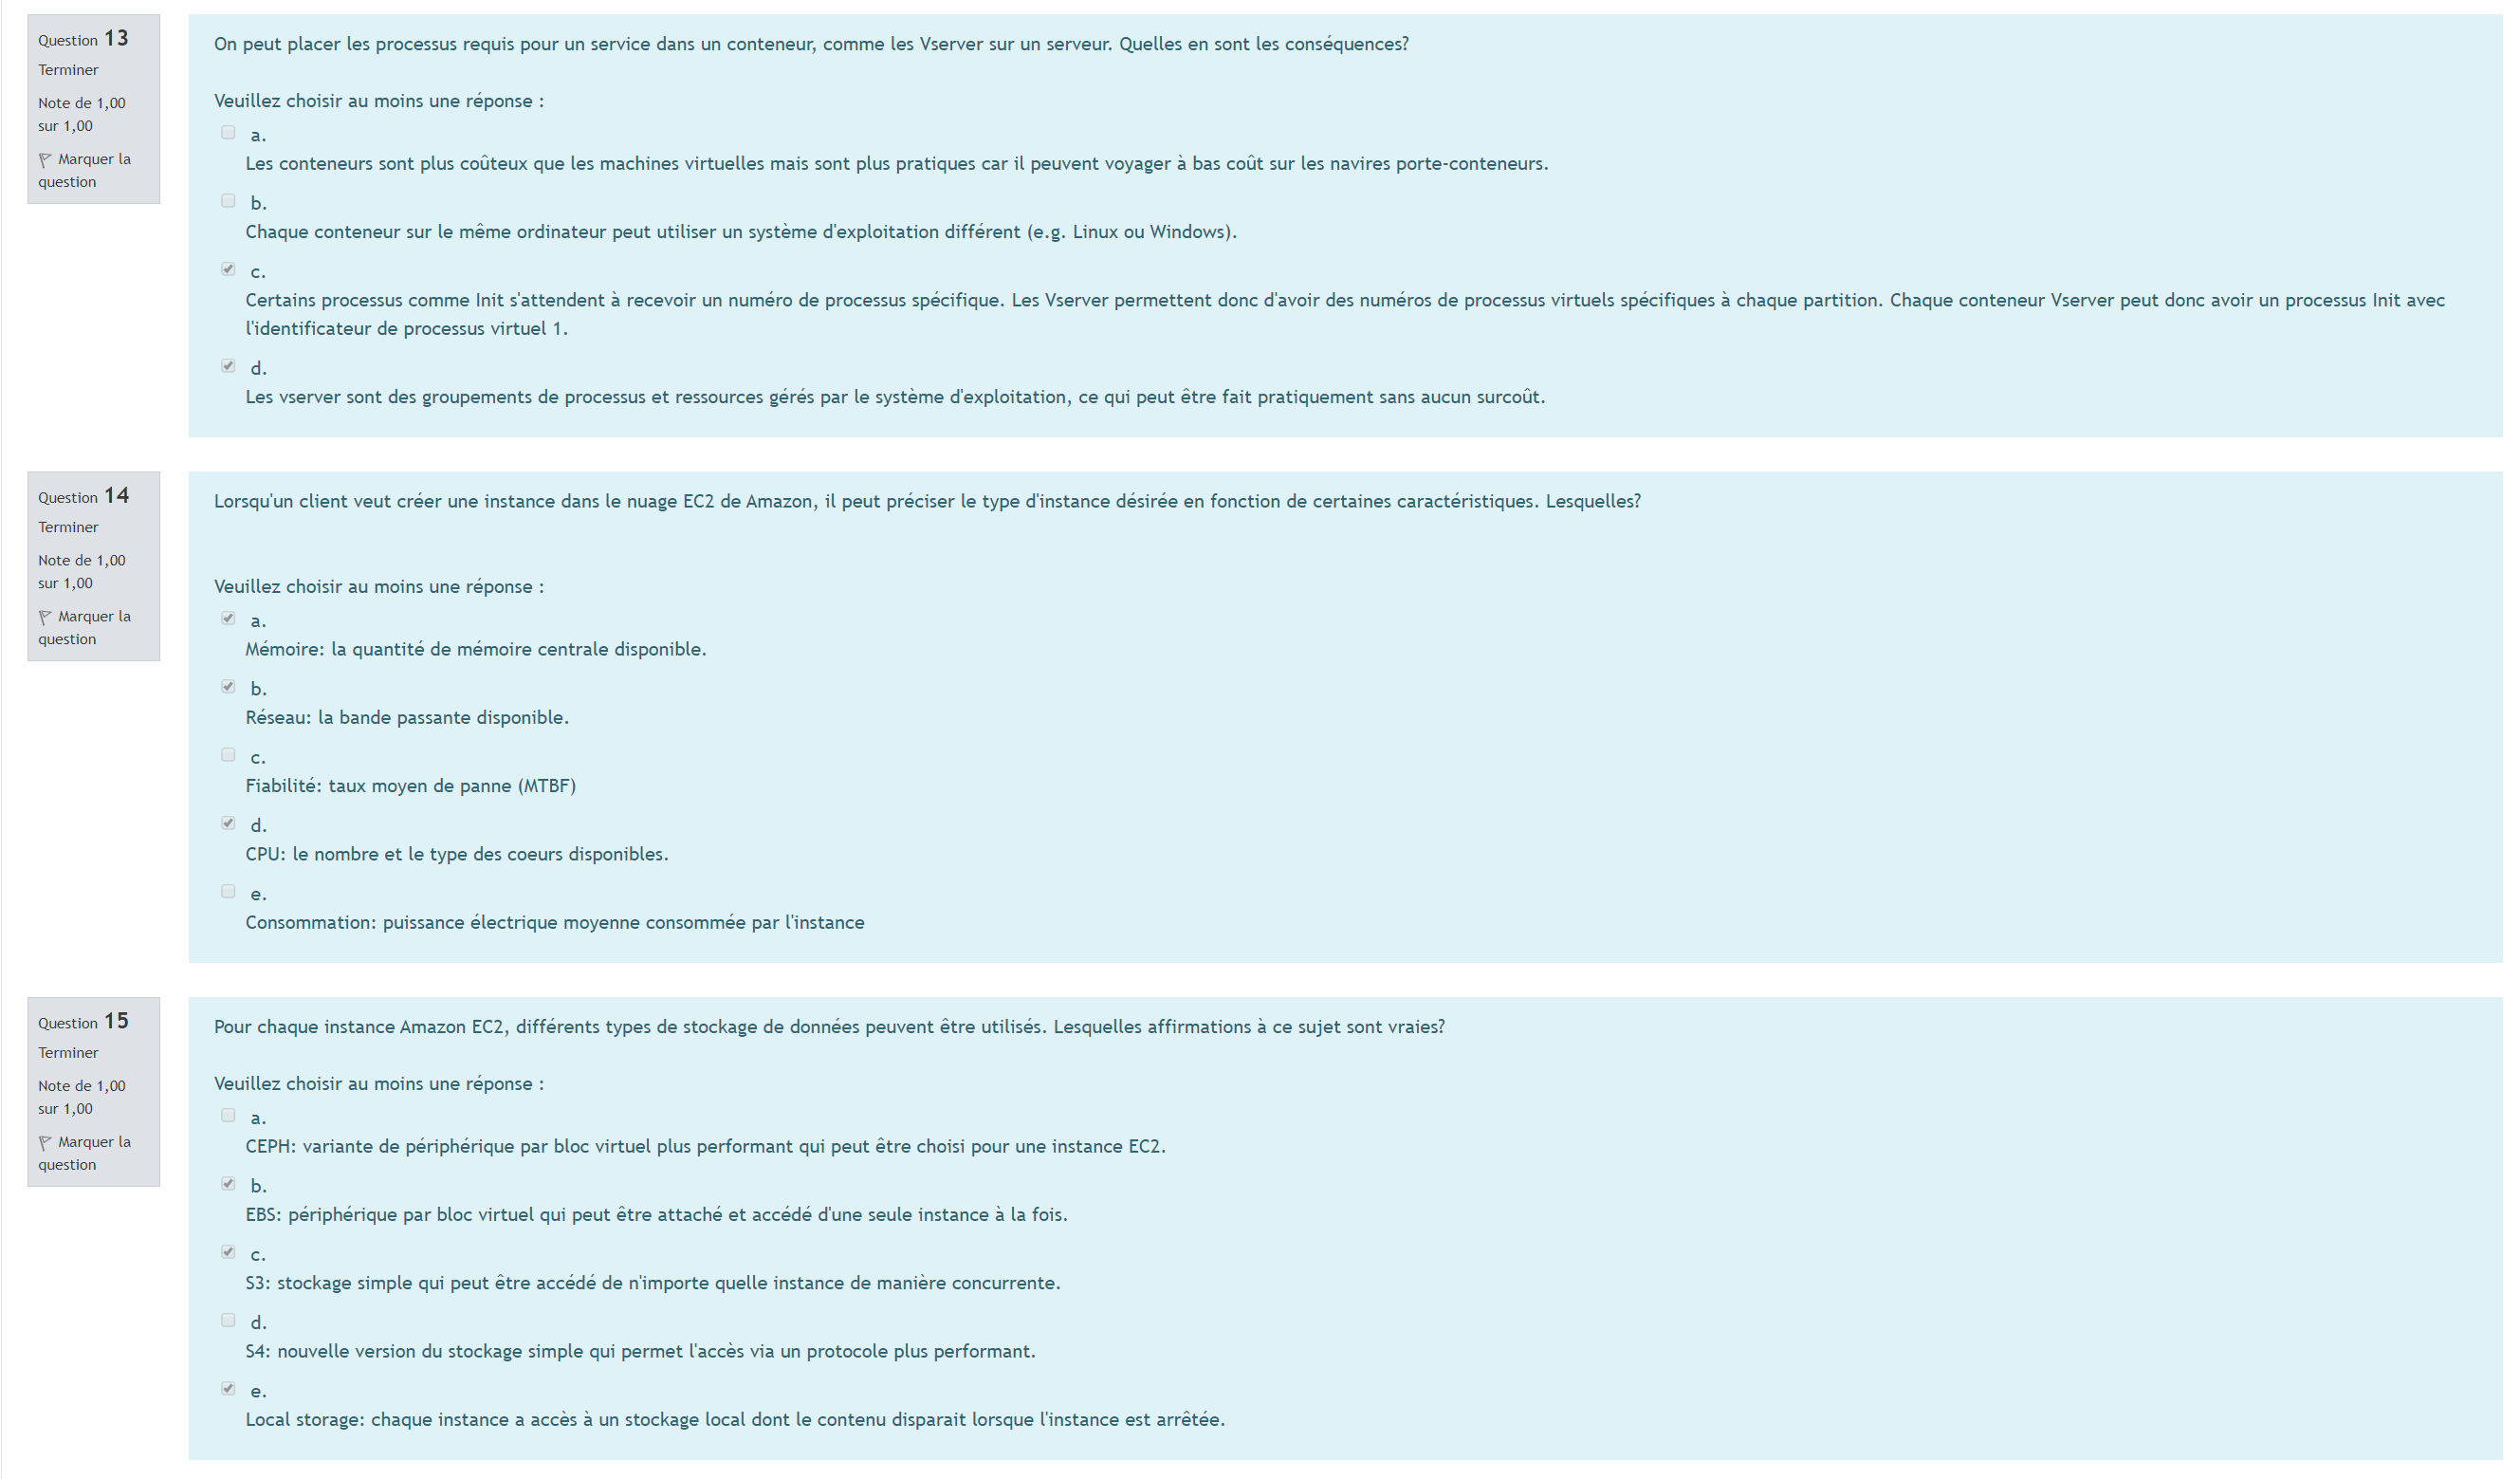 Question 13
Terminer
Note de 1,00
sur 1,00
Marquer la
question
On peut placer les processus requis pour un service dans un conteneur, comme les Vserver sur un serveur. Quelles en sont les conséquences?
Veuillez choisir au moins une réponse :
a.
Les conteneurs sont plus coûteux que les machines virtuelles mais sont plus pratiques car il peuvent voyager à bas coût sur les navires porte-conteneurs.
b.
Chaque conteneur sur le même ordinateur peut utiliser un système d'exploitation différent (e.g. Linux ou Windows).
c.
Certains processus comme Init s'attendent à recevoir un numéro de processus spécifique. Les Vserver permettent donc d'avoir des numéros de processus virtuels spécifiques à chaque partition. Chaque conteneur Vserver peut donc avoir un processus Init avec
l'identificateur de processus virtuel 1.
d.
Les vserver sont des groupements de processus et ressources gérés par le système d'exploitation, ce qui peut être fait pratiquement sans aucun surcoût.
Question 14
Terminer
Note de 1,00
sur 1,00
Marquer la
question
Lorsqu'un client veut créer une instance dans le nuage EC2 de Amazon, il peut préciser le type d'instance désirée en fonction de certaines caractéristiques. Lesquelles?
Veuillez choisir au moins une réponse :
a.
Mémoire: la quantité de mémoire centrale disponible.
b.
Réseau: la bande passante disponible.
c.
Fiabilité: taux moyen de panne (MTBF)
d.
CPU: le nombre et le type des coeurs disponibles.
e.
Consommation: puissance électrique moyenne consommée par l'instance
Question 15
Terminer
Note de 1,00
sur 1,00
Marquer la
question
Pour chaque instance Amazon EC2, différents types de stockage de données peuvent être utilisés. Lesquelles affirmations à ce sujet sont vraies?
Veuillez choisir au moins une réponse :
a.
CEPH: variante de périphérique par bloc virtuel plus performant qui peut être choisi pour une instance EC2.
b.
EBS: périphérique par bloc virtuel qui peut être attaché et accédé d'une seule instance à la fois.
c.
S3: stockage simple qui peut être accédé de n'importe quelle instance de manière concurrente.
d.
S4: nouvelle version du stockage simple qui permet l'accès via un protocole plus performant.
e.
Local storage: chaque instance a accès à un stockage local dont le contenu disparait lorsque l'instance est arrêtée.